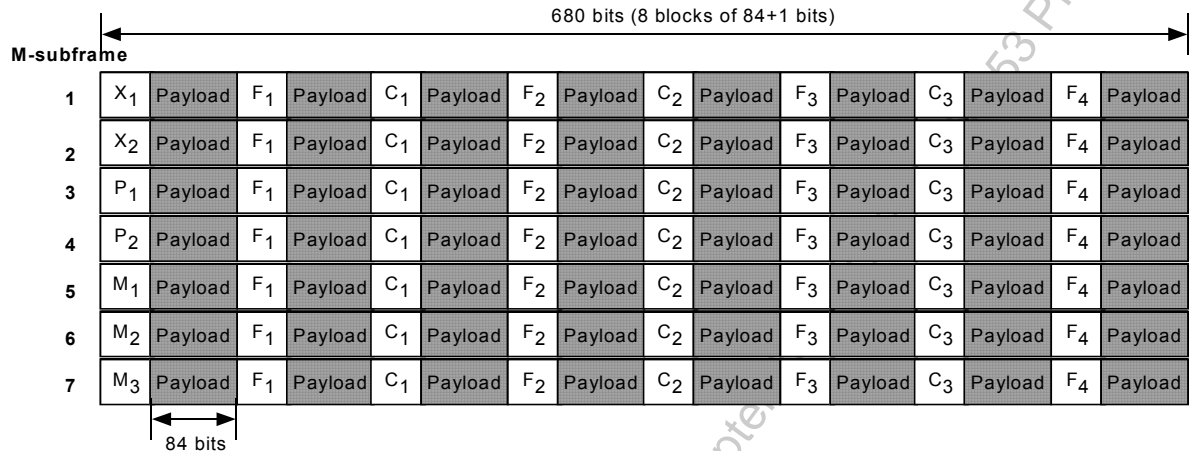 680 bits (8 blocks of 84+1 bits)
M-subframe
1 X1 Payload F1 Payload C1 Payload F2 Payload C2 Payload F3 Payload C3 Payload F4 Payload
2 X2 Payload F1 Payload C1 Payload F2 Payload C2 Payload F3 Payload C3 Payload F4 Payload
3 P1 Payload F1 Payload C1 Payload F2 Payload C2 Payload F3 Payload C3 Payload F4 Payload
4 P2 Payload F1 Payload C1 Payload F2 Payload C2 Payload F3 Payload C3 Payload F4 Payload
5 M1 Payload F1 Payload C1 Payload F2 Payload C2 Payload F3 Payload C3 Payload F4 Payload
6 M2 Payload F1 Payload C1 Payload F2 Payload C2 Payload F3 Payload C3 Payload F4 Payload
7 M3 Payload F1 Payload C1 Payload F2 Payload C2 Payload F3 Payload C3 Payload F4 Payload
84 bits